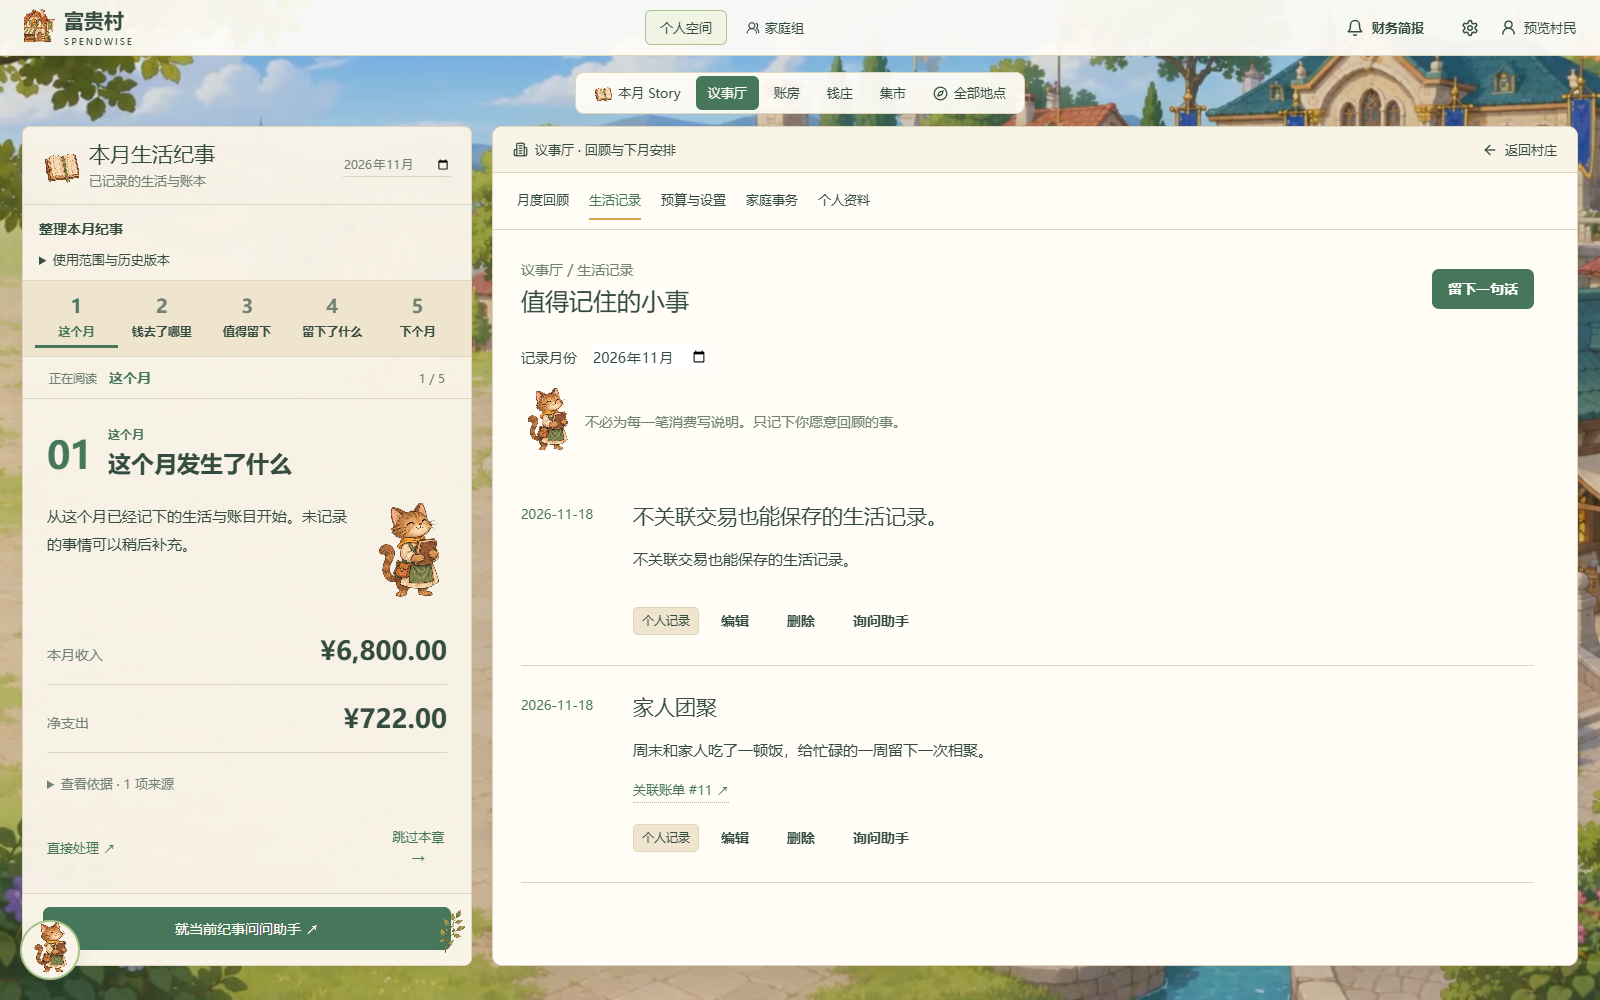 富贵村
SPENDWISE
个人空间
家庭组
财务简报
预览村民
本月 Story
议事厅
账房
钱庄
集市
全部地点
本月生活纪事
已记录的生活与账本
2026年11月
整理本月纪事
▶ 使用范围与历史版本
1
这个月
2
钱去了哪里
3
值得留下
4
留下了什么
5
下个月
正在阅读 这个月
1 / 5
01
这个月
这个月发生了什么
从这个月已经记下的生活与账目开始。未记录
的事情可以稍后补充。
本月收入
¥6,800.00
净支出
¥722.00
▶ 查看依据 · 1 项来源
直接处理 ↗
跳过本章
→
就当前纪事问问助手 ↗
议事厅 · 回顾与下月安排
← 返回村庄
月度回顾
生活记录
预算与设置
家庭事务
个人资料
议事厅 / 生活记录
值得记住的小事
留下一句话
记录月份 2026年11月
不必为每一笔消费写说明。只记下你愿意回顾的事。
2026-11-18
不关联交易也能保存的生活记录。
不关联交易也能保存的生活记录。
个人记录
编辑
删除
询问助手
2026-11-18
家人团聚
周末和家人吃了一顿饭，给忙碌的一周留下一次相聚。
关联账单 #11 ↗
个人记录
编辑
删除
询问助手